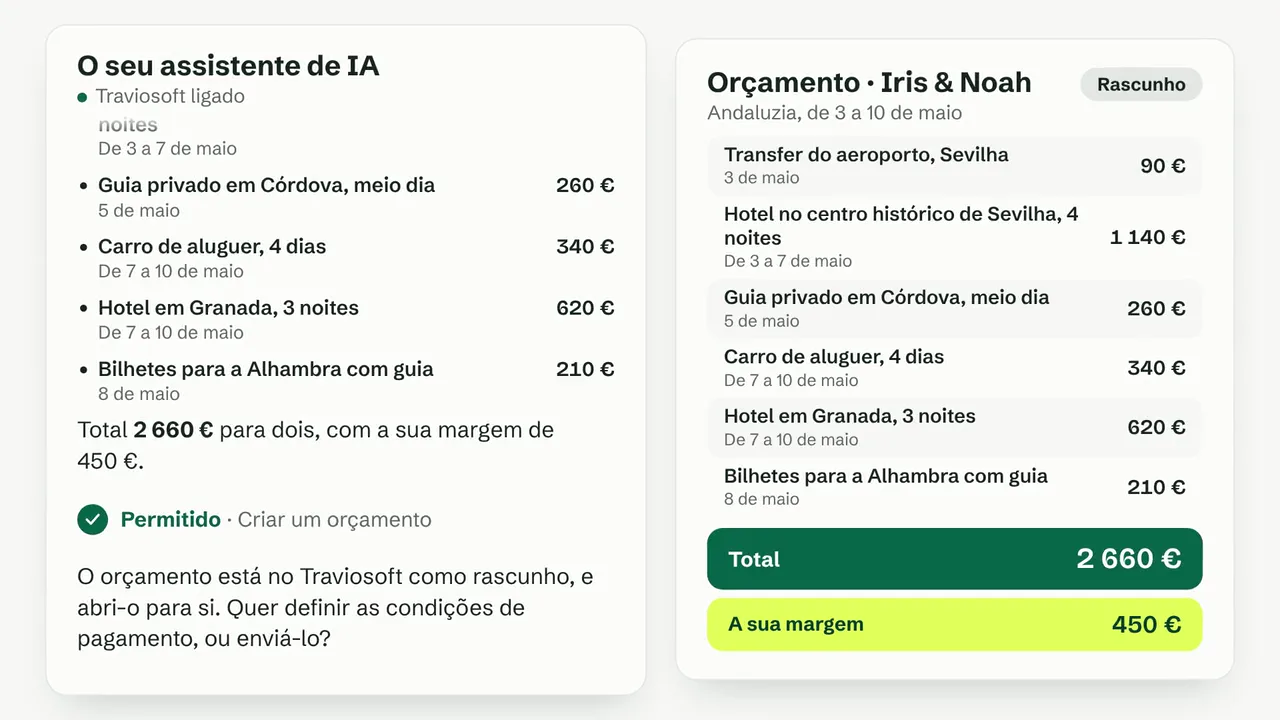 O seu assistente de IA
Traviosoft ligado
noites
De 3 a 7 de maio
• Guia privado em Córdova, meio dia 260 €
5 de maio
• Carro de aluguer, 4 dias 340 €
De 7 a 10 de maio
• Hotel em Granada, 3 noites 620 €
De 7 a 10 de maio
• Bilhetes para a Alhambra com guia 210 €
8 de maio
Total 2 660 € para dois, com a sua margem de
450 €.
Permitido · Criar um orçamento
O orçamento está no Traviosoft como rascunho, e
abri-o para si. Quer definir as condições de
pagamento, ou enviá-lo?
Orçamento · Iris & Noah Rascunho
Andaluzia, de 3 a 10 de maio
Transfer do aeroporto, Sevilha 90 €
3 de maio
Hotel no centro histórico de Sevilha, 4
noites 1 140 €
De 3 a 7 de maio
Guia privado em Córdova, meio dia 260 €
5 de maio
Carro de aluguer, 4 dias 340 €
De 7 a 10 de maio
Hotel em Granada, 3 noites 620 €
De 7 a 10 de maio
Bilhetes para a Alhambra com guia 210 €
8 de maio
Total 2 660 €
A sua margem 450 €